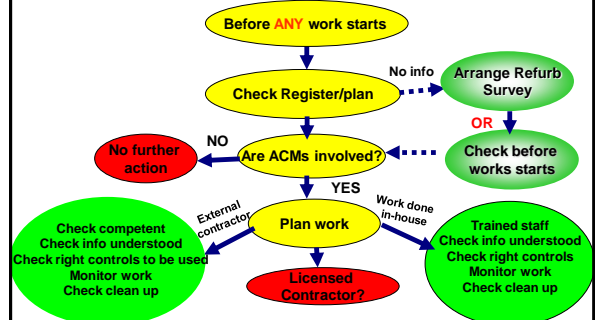 Before ANY work starts
No info
Arrange Refurb
Survey
Check Register/plan
OR
NO
No further
action
Are ACMs involved?
Check before
works starts
YES
External
contractor
Work done
in-house
Plan work
Check competent
Check info understood
Check right controls to be used
Monitor work
Check clean up
Trained staff
Check info understood
Check right controls
Monitor work
Check clean up
Licensed
Contractor?